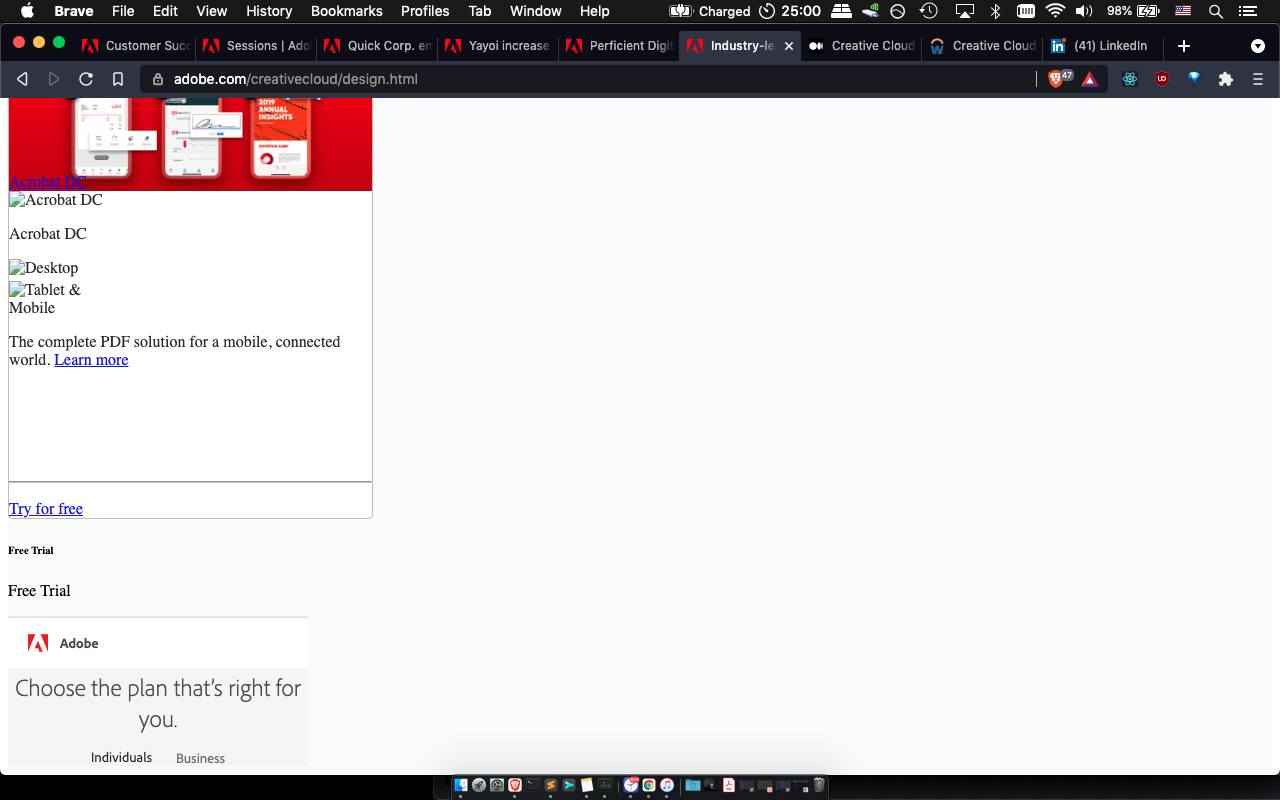 Brave File Edit View History Bookmarks Profiles Tab Window Help Charged 25:00 98%
Customer Succ Sessions | Ado Quick Corp. em Yayoi increase Perficient Digit Industry-le Creative Cloud Creative Cloud (41) LinkedIn
adobe.com/creativecloud/design.html 47
2019
ANNUAL
INSIGHTS
Acrobat DC
Acrobat DC
Acrobat DC
Desktop
Tablet &
Mobile
The complete PDF solution for a mobile, connected
world. Learn more
Try for free
Free Trial
Free Trial
Adobe
Choose the plan that's right for
you.
Individuals Business